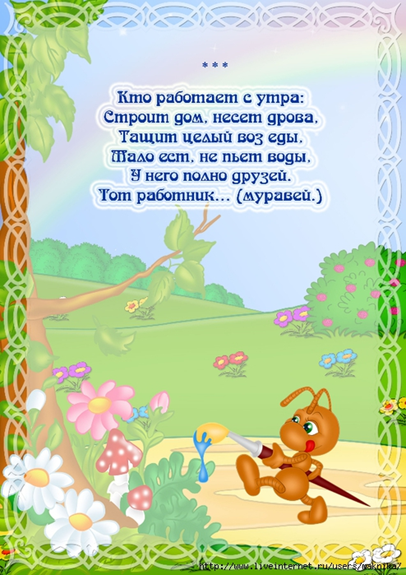 * * *
Кто работает с утра:
Строит дом, несет дрова,
Тащит целый воз еды,
Мало ест, не пьет воды,
У него полно друзей.
Тот работник... (муравей.)